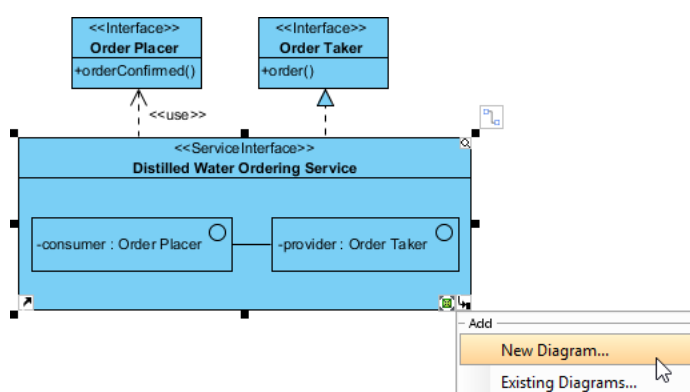 <<Interface>>
Order Placer
+orderConfirmed()
<<Interface>>
Order Taker
+order()
<<use>>
<<ServiceInterface>>
Distilled Water Ordering Service
-consumer : Order Placer
-provider : Order Taker
Add
New Diagram...
Existing Diagrams...